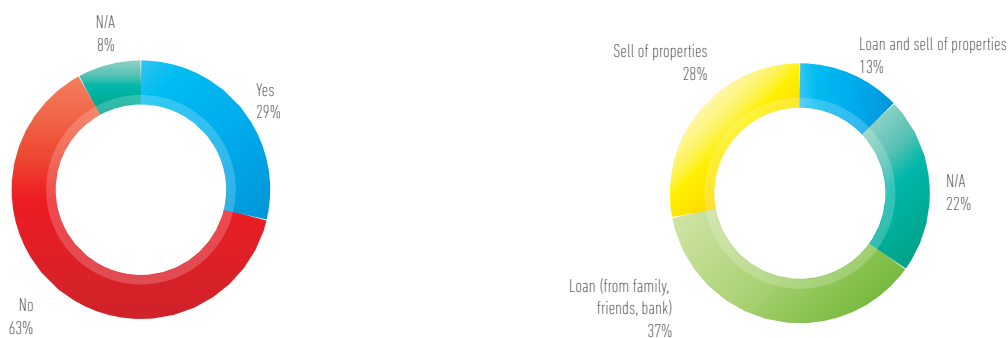 N/A
8%
Yes
29%
No
63%
Sell of properties
28%
Loan and sell of properties
13%
N/A
22%
Loan (from family,
friends, bank)
37%